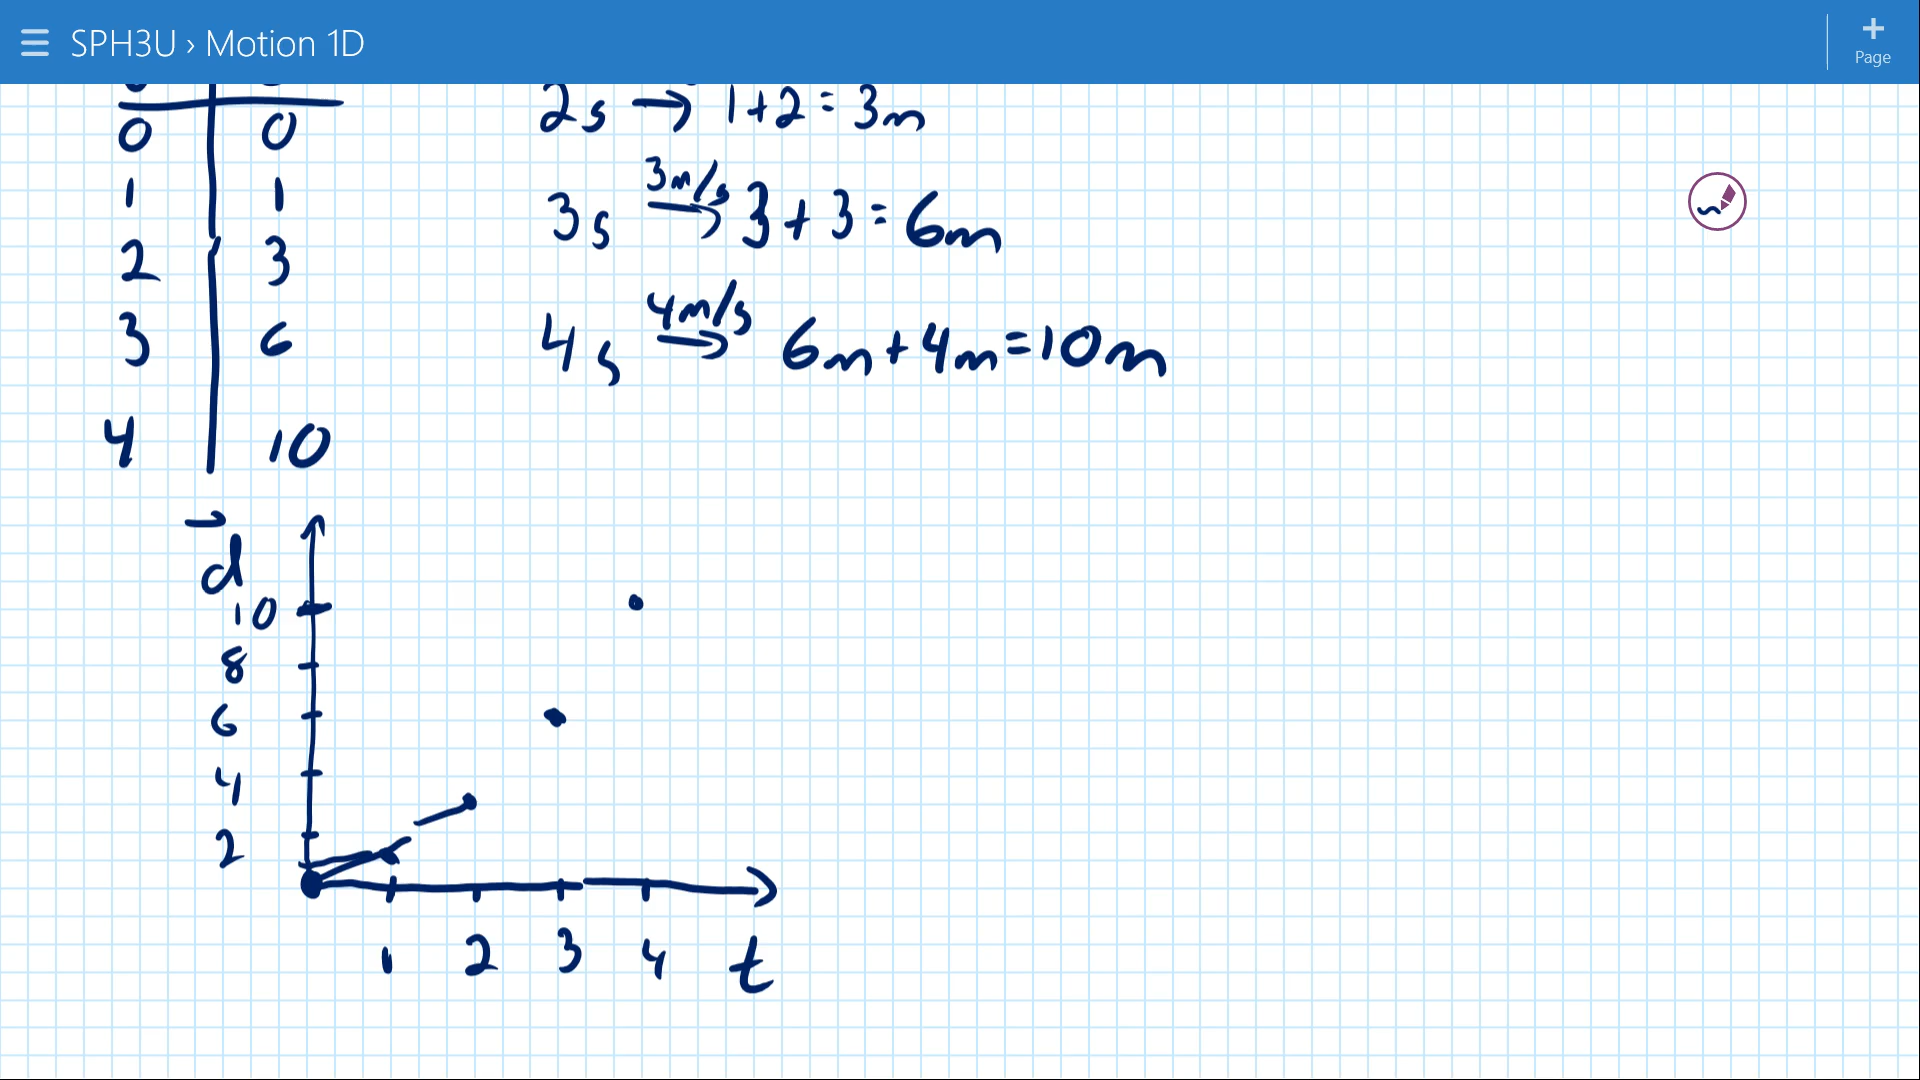 SPH3U › Motion 1D
Page
2s → 1+2=3m
0 0
1 1
3m/s
3s → 3+3=6m
2 3
4m/s
4s → 6m+4m=10m
3 6
4 10
d
10
8
6
4
2
1 2 3 4 t